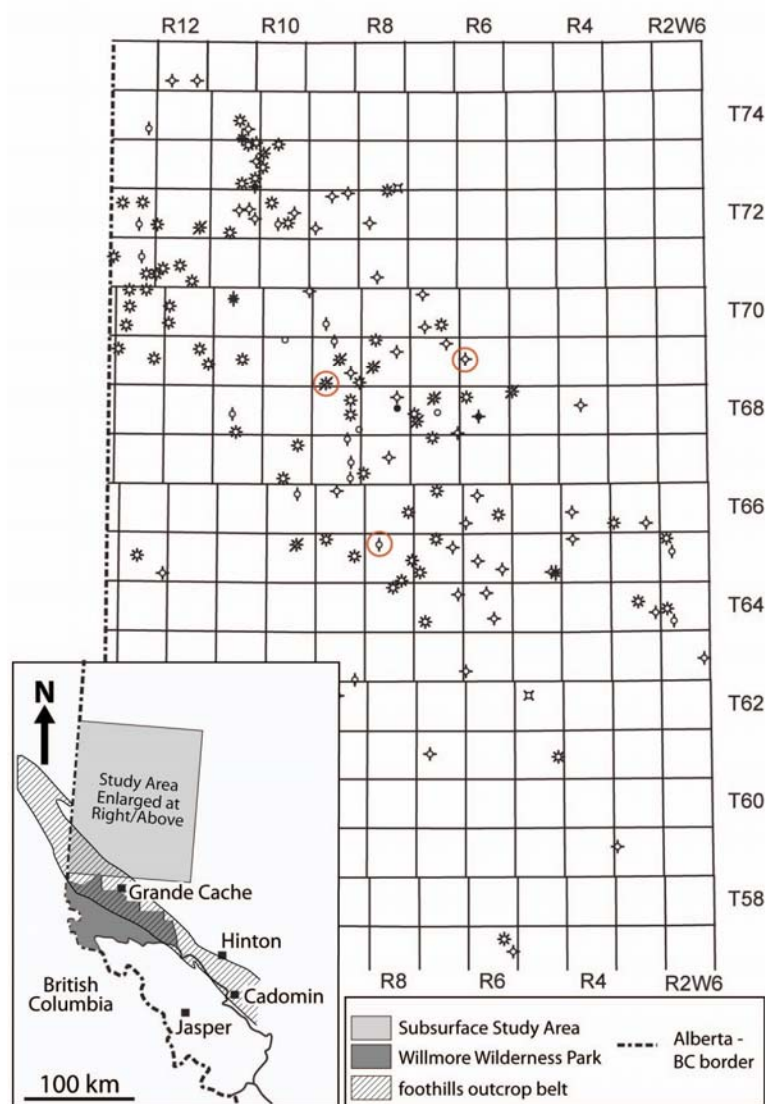 R12 R10 R8 R6 R4 R2W6
T74
T72
T70
T68
T66
T64
T62
T60
T58
R8 R6 R4 R2W6
N
Study Area
Enlarged at
Right/Above
Grande Cache
Hinton
British
Columbia
Cadomin
Jasper
100 km
Subsurface Study Area
Willmore Wilderness Park
foothills outcrop belt
Alberta -
BC border